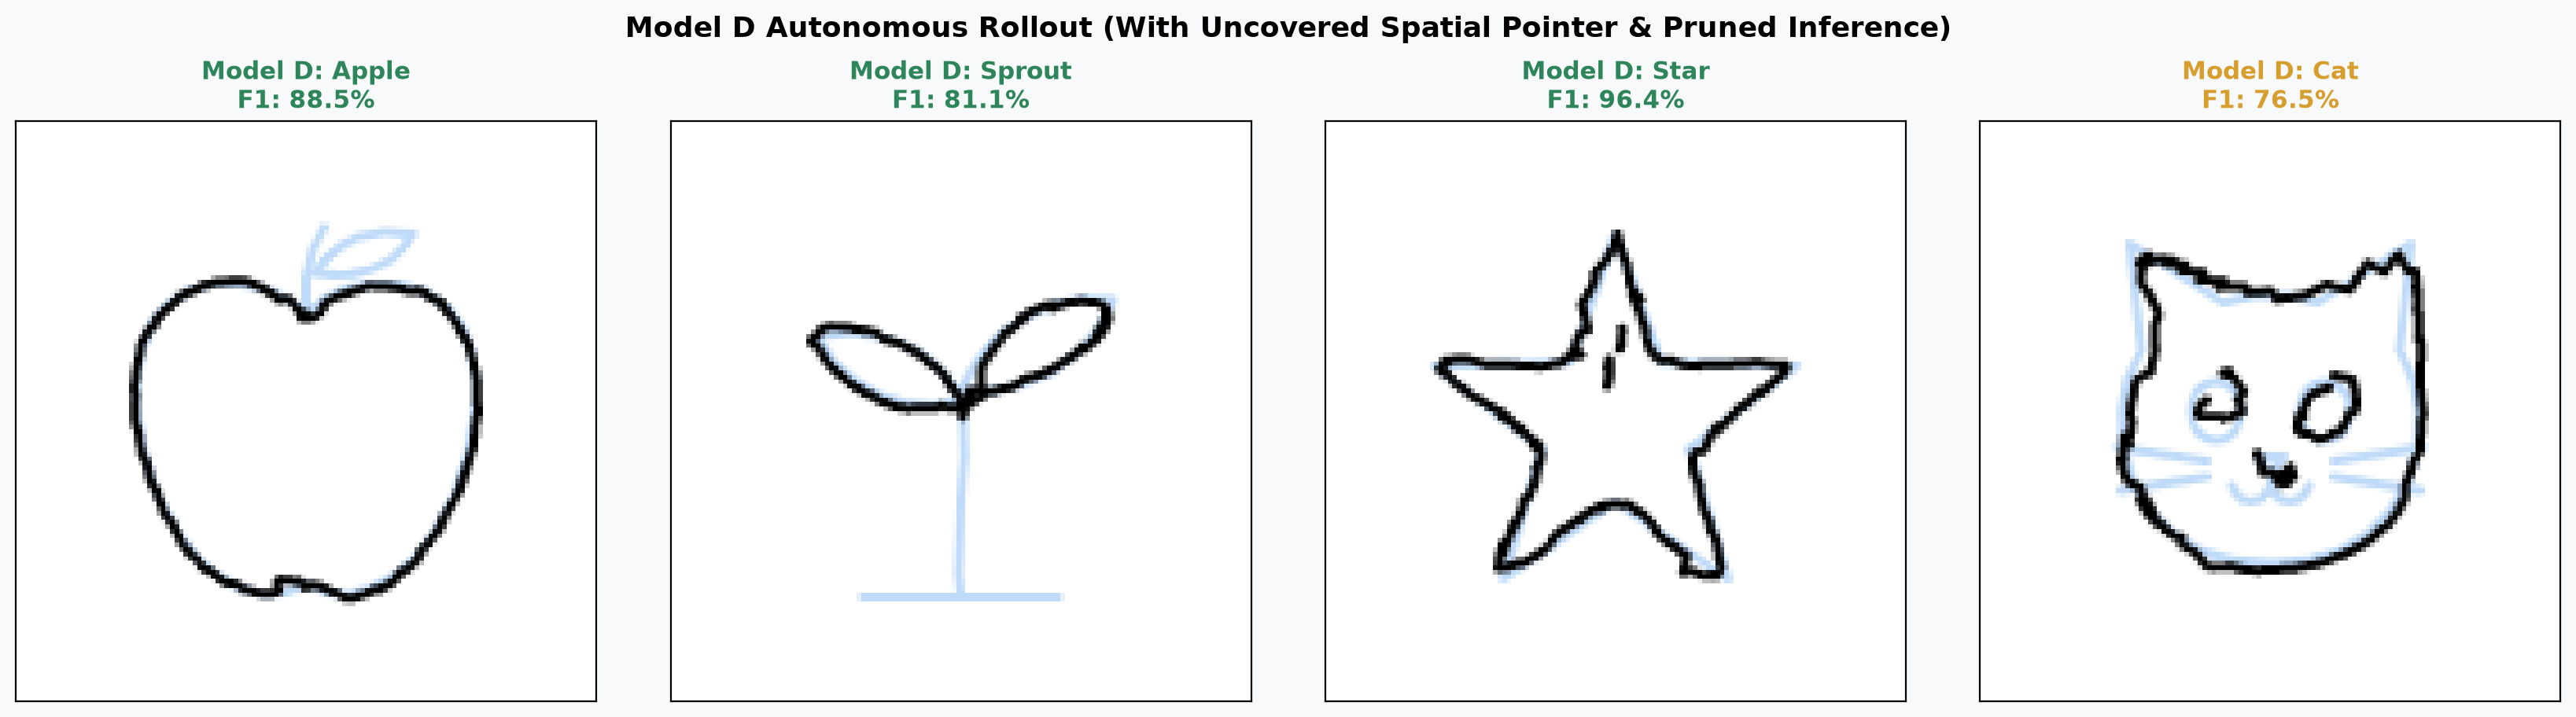 Model D Autonomous Rollout (With Uncovered Spatial Pointer & Pruned Inference)
Model D: Apple
F1: 88.5%
Model D: Sprout
F1: 81.1%
Model D: Star
F1: 96.4%
Model D: Cat
F1: 76.5%